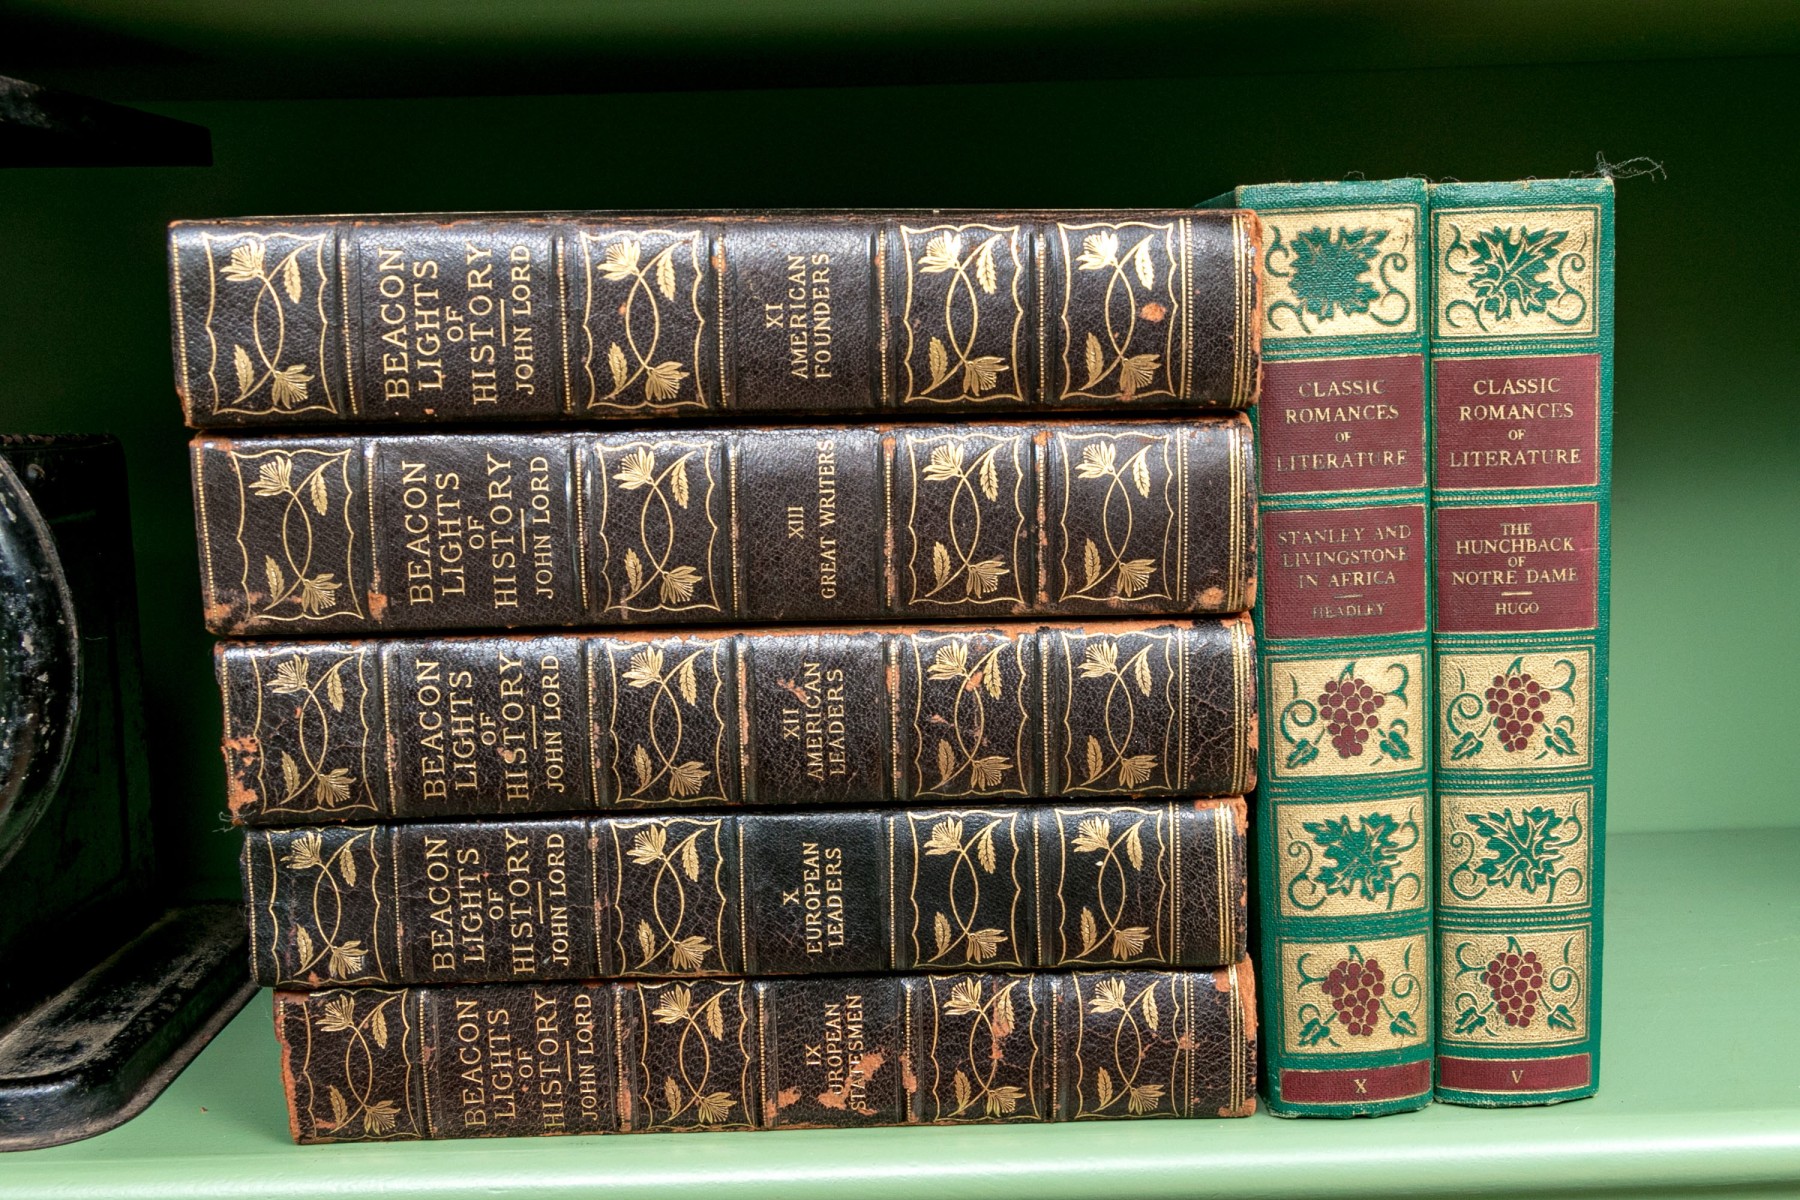 BEACON
LIGHTS
OF
HISTORY
JOHN LORD
XI
AMERICAN
FOUNDERS
BEACON
LIGHTS
OF
HISTORY
JOHN LORD
XIII
GREAT WRITERS
BEACON
LIGHTS
OF
HISTORY
JOHN LORD
XII
AMERICAN
LEADERS
BEACON
LIGHTS
OF
HISTORY
JOHN LORD
X
EUROPEAN
LEADERS
BEACON
LIGHTS
OF
HISTORY
JOHN LORD
IX
UROPEAN
STATESMEN
CLASSIC
ROMANCES
OF
LITERATURE
STANLEY AND
LIVINGSTONE
IN AFRICA
HEADLEY
X
CLASSIC
ROMANCES
OF
LITERATURE
THE
HUNCHBACK
OF
NOTRE DAME
HUGO
V